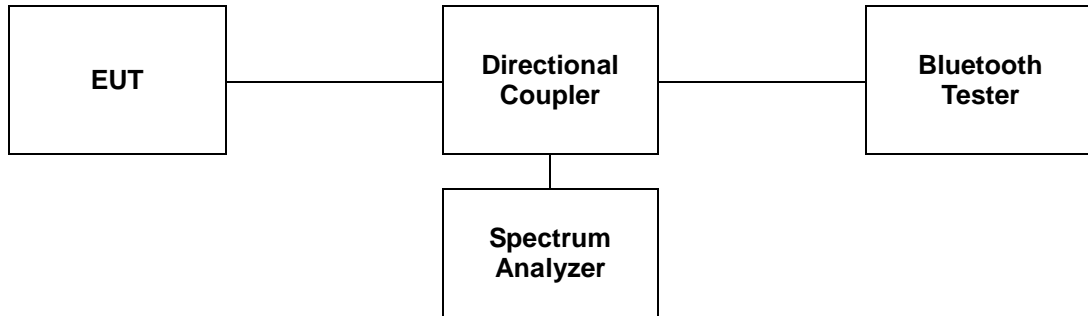 EUT
Directional
Coupler
Bluetooth
Tester
Spectrum
Analyzer